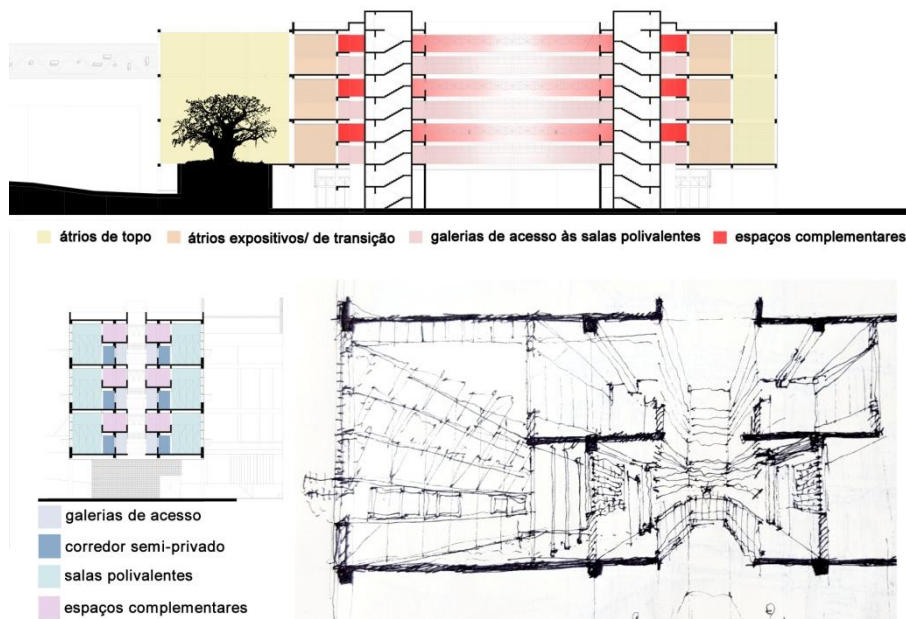 átrios de topo átrios expositivos/ de transição galerias de acesso às salas polivalentes espaços complementares
galerias de acesso
corredor semi-privado
salas polivalentes
espaços complementares